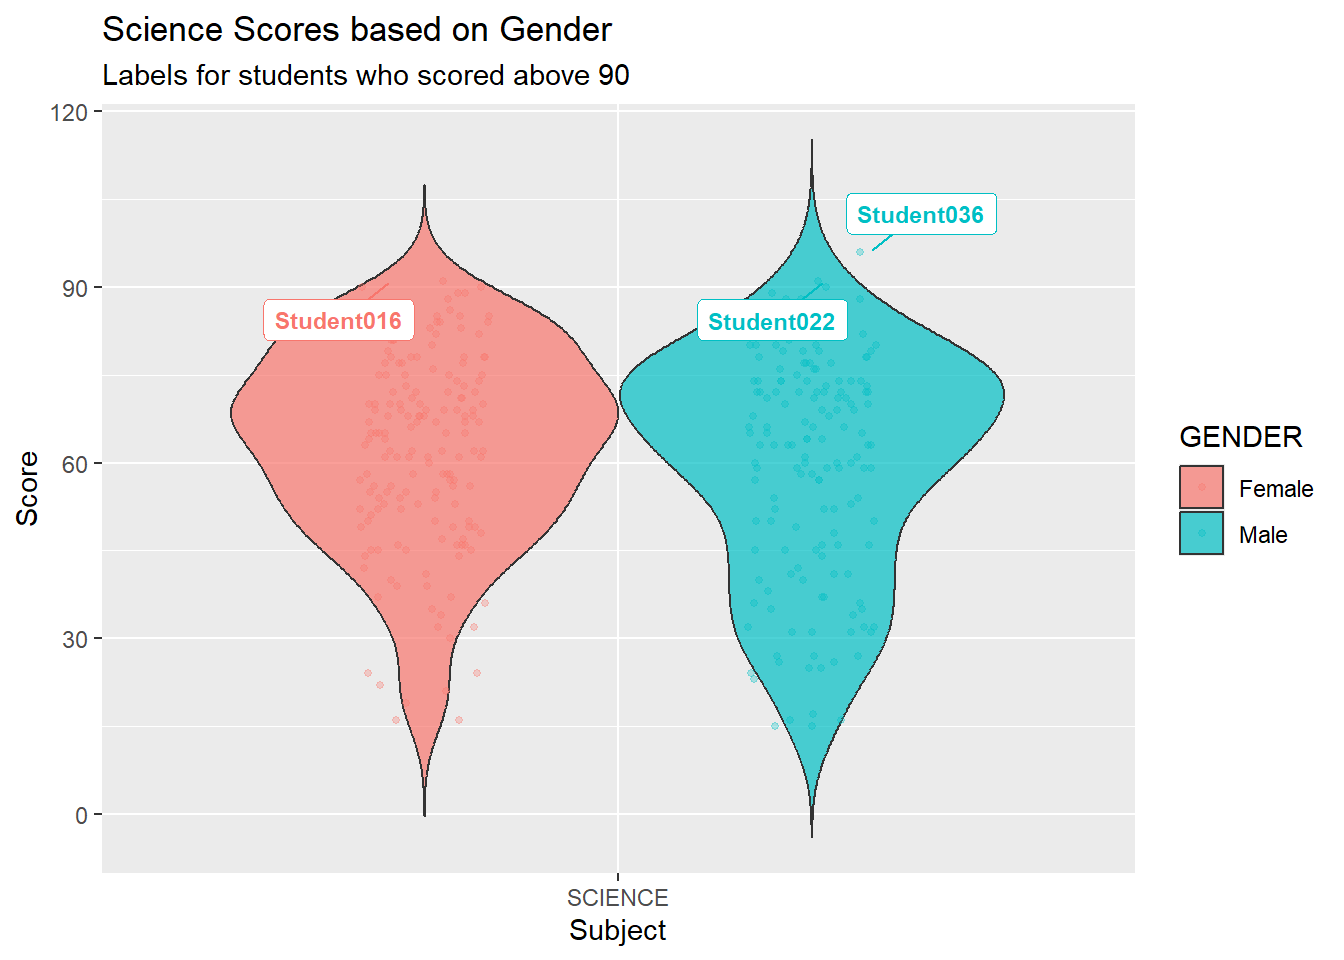 Science Scores based on Gender
Labels for students who scored above 90
120
90
60
30
0
Score
Student036
Student016
Student022
SCIENCE
Subject
GENDER
Female
Male